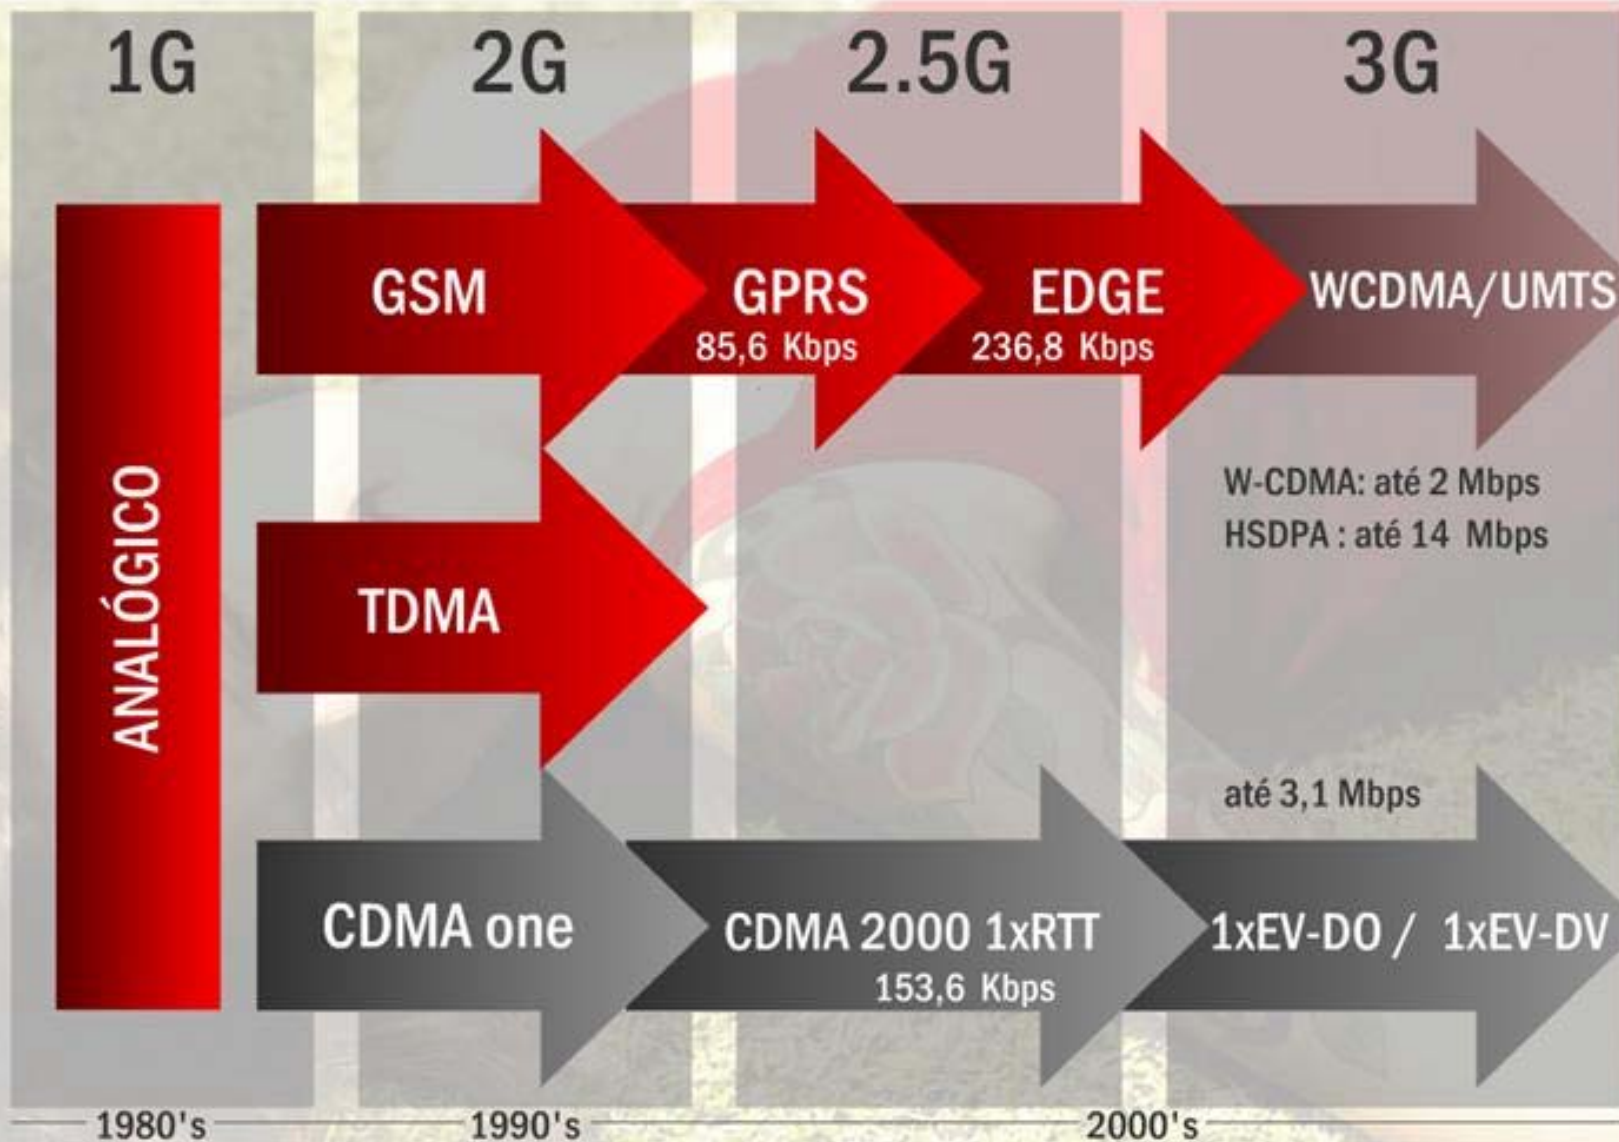 1G
2G
2.5G
3G
ANALÓGICO
GSM
GPRS
85,6 Kbps
EDGE
236,8 Kbps
WCDMA/UMTS
W-CDMA: até 2 Mbps
HSDPA : até 14 Mbps
TDMA
até 3,1 Mbps
CDMA one
CDMA 2000 1xRTT
153,6 Kbps
1xEV-DO / 1xEV-DV
1980's
1990's
2000's